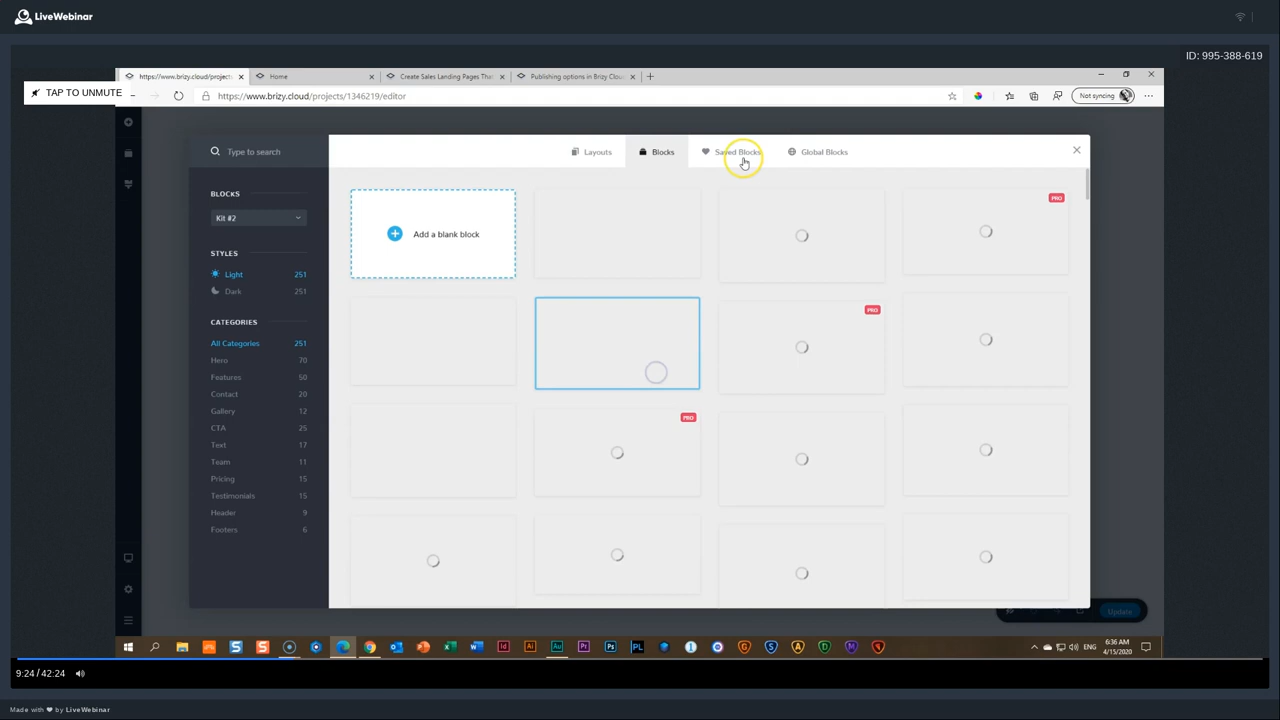 LiveWebinar
ID: 995-388-619
https://www.brizy.cloud/projects
Home
Create Sales Landing Pages Tha
Publishing options in Brizy Clou
TAP TO UNMUTE
https://www.brizy.cloud/projects/1346219/editor
Not syncing
Type to search
Layouts
Blocks
Saved Blocks
Global Blocks
BLOCKS
Kit #2
STYLES
Light 251
Dark 251
CATEGORIES
All Categories 251
Hero 70
Features 50
Contact 20
Gallery 12
CTA 25
Text 17
Team 11
Pricing 15
Testimonials 15
Header 9
Footers 6
Add a blank block
PRO
PRO
PRO
Update
ENG
6:36 AM
4/15/2020
9:24 / 42:24
Made with ❤ by LiveWebinar